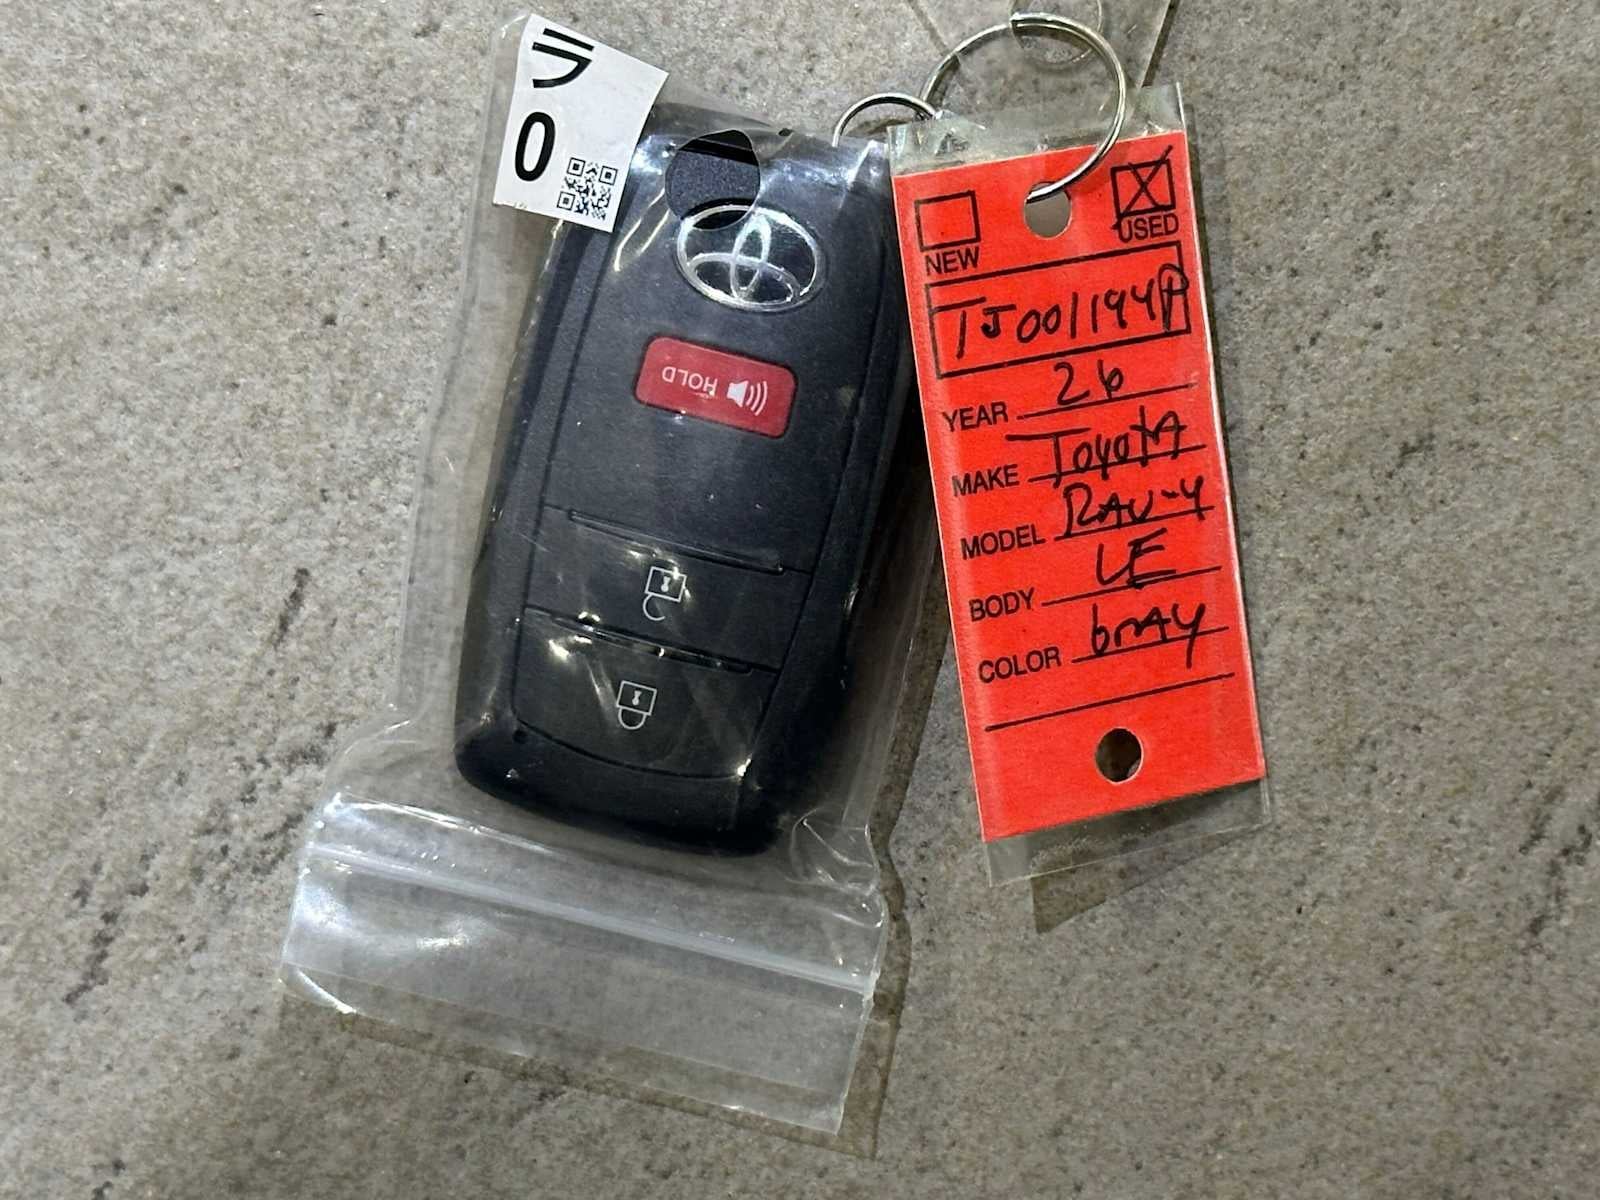 ラ
0
HOLD
NEW
USED
TJ001194P
YEAR 26
MAKE Toyota
MODEL RAV-4
BODY LE
COLOR Gray